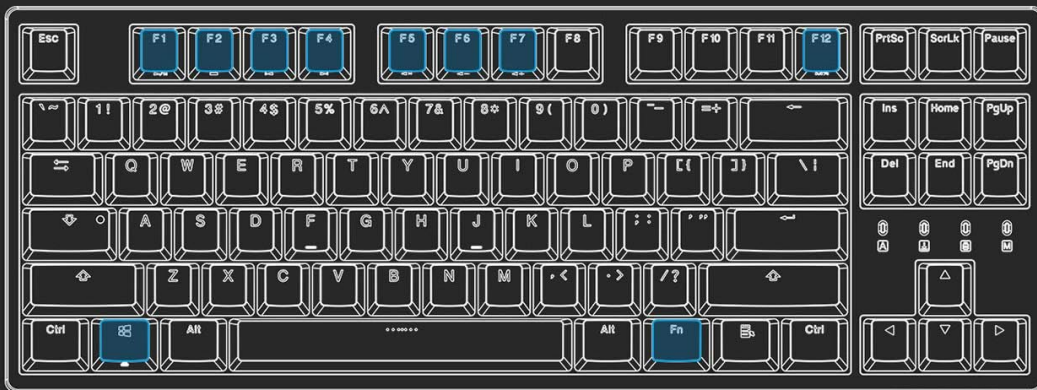 Esc F1 F2 F3 F4 F5 F6 F7 F8 F9 F10 F11 F12 PrtSc ScrLk Pause
\~ 1! 2@ 3# 4$ 5% 6^ 7& 8* 9( 0) -_ =+ Ins Home PgUp
Q W E R T Y U I O P [{ ]} \| Del End PgDn
A S D F G H J K L ;: '"
A 1 S M
Z X C V B N M ,< .> /?
Ctrl Alt Alt Fn Ctrl